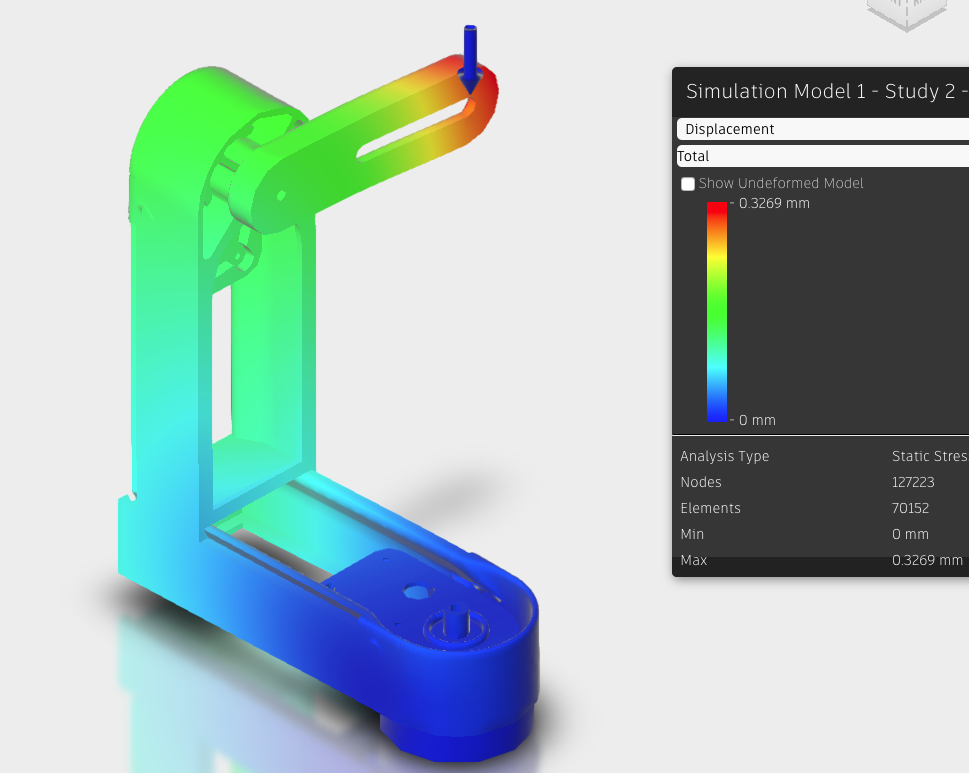 Simulation Model 1 - Study 2 -
Displacement
Total
Show Undeformed Model
- 0.3269 mm
- 0 mm
Analysis Type Static Stres
Nodes 127223
Elements 70152
Min 0 mm
Max 0.3269 mm